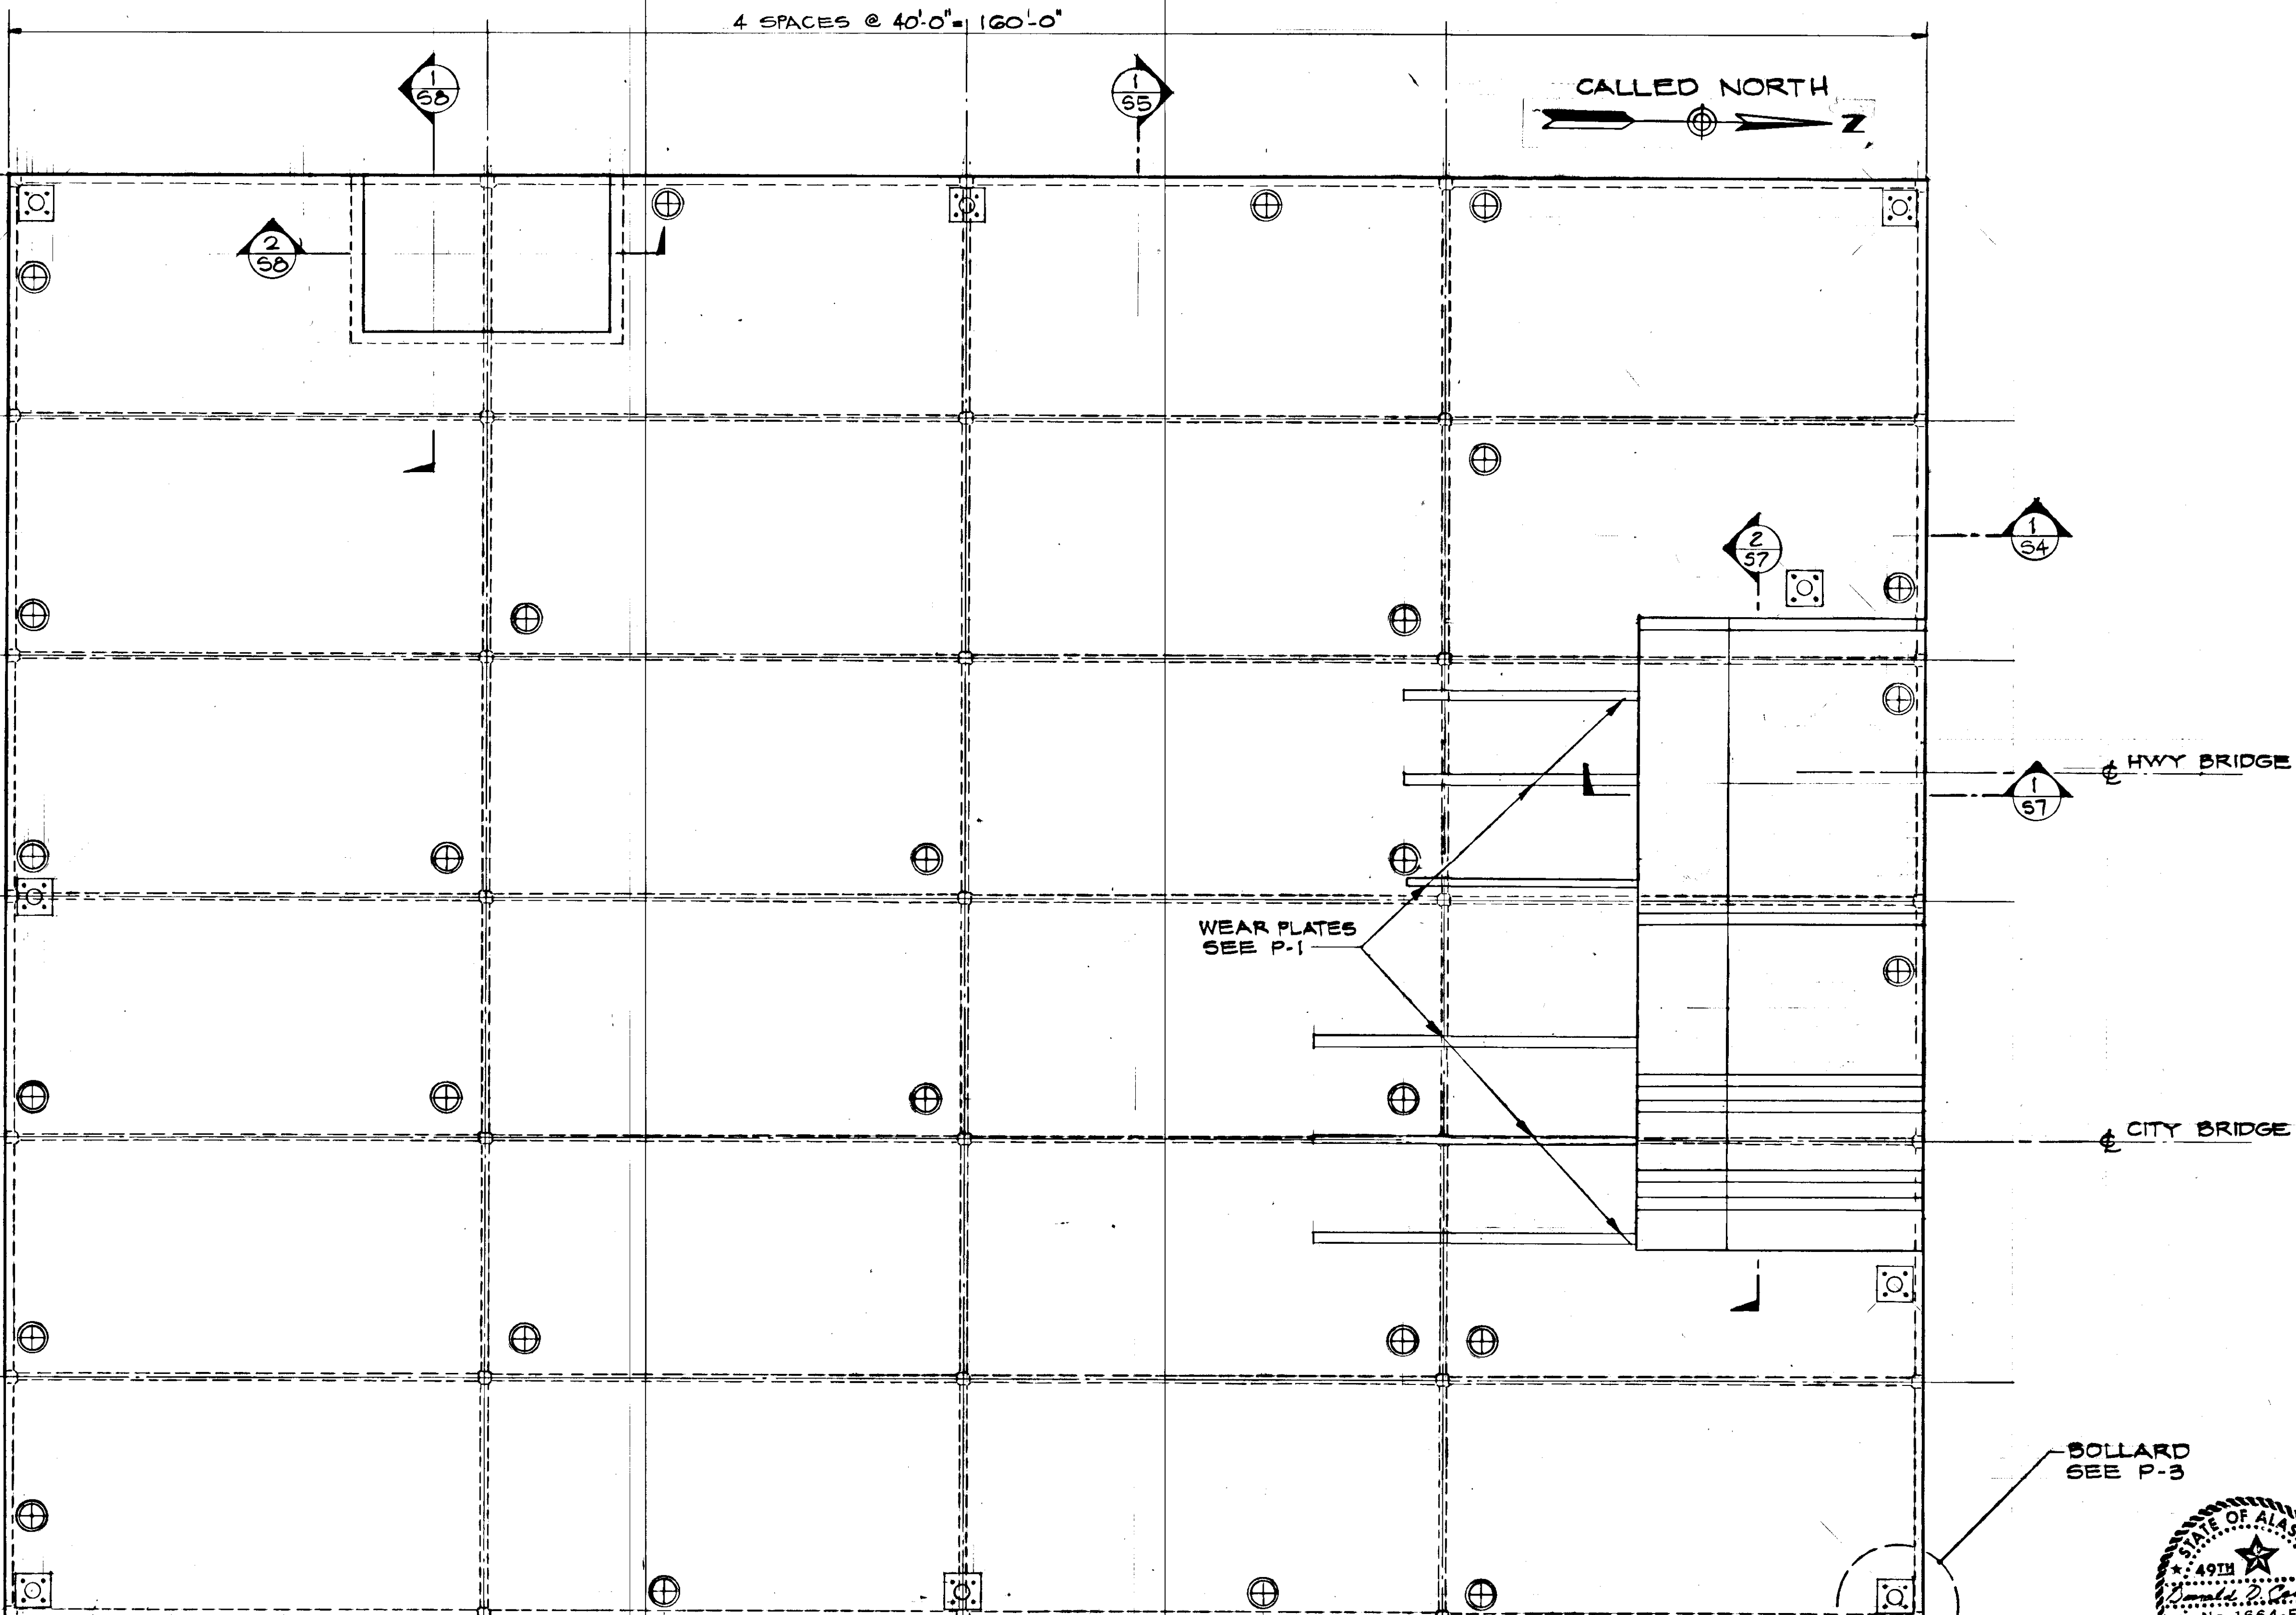 4 SPACES @ 40'-0" = 160'-0"
1
S8
1
S5
CALLED NORTH
Z
2
S8
1
S4
2
S7
HWY BRIDGE
1
S7
WEAR PLATES
SEE P-1
CITY BRIDGE
BOLLARD
SEE P-3
STATE OF ALAS
49TH